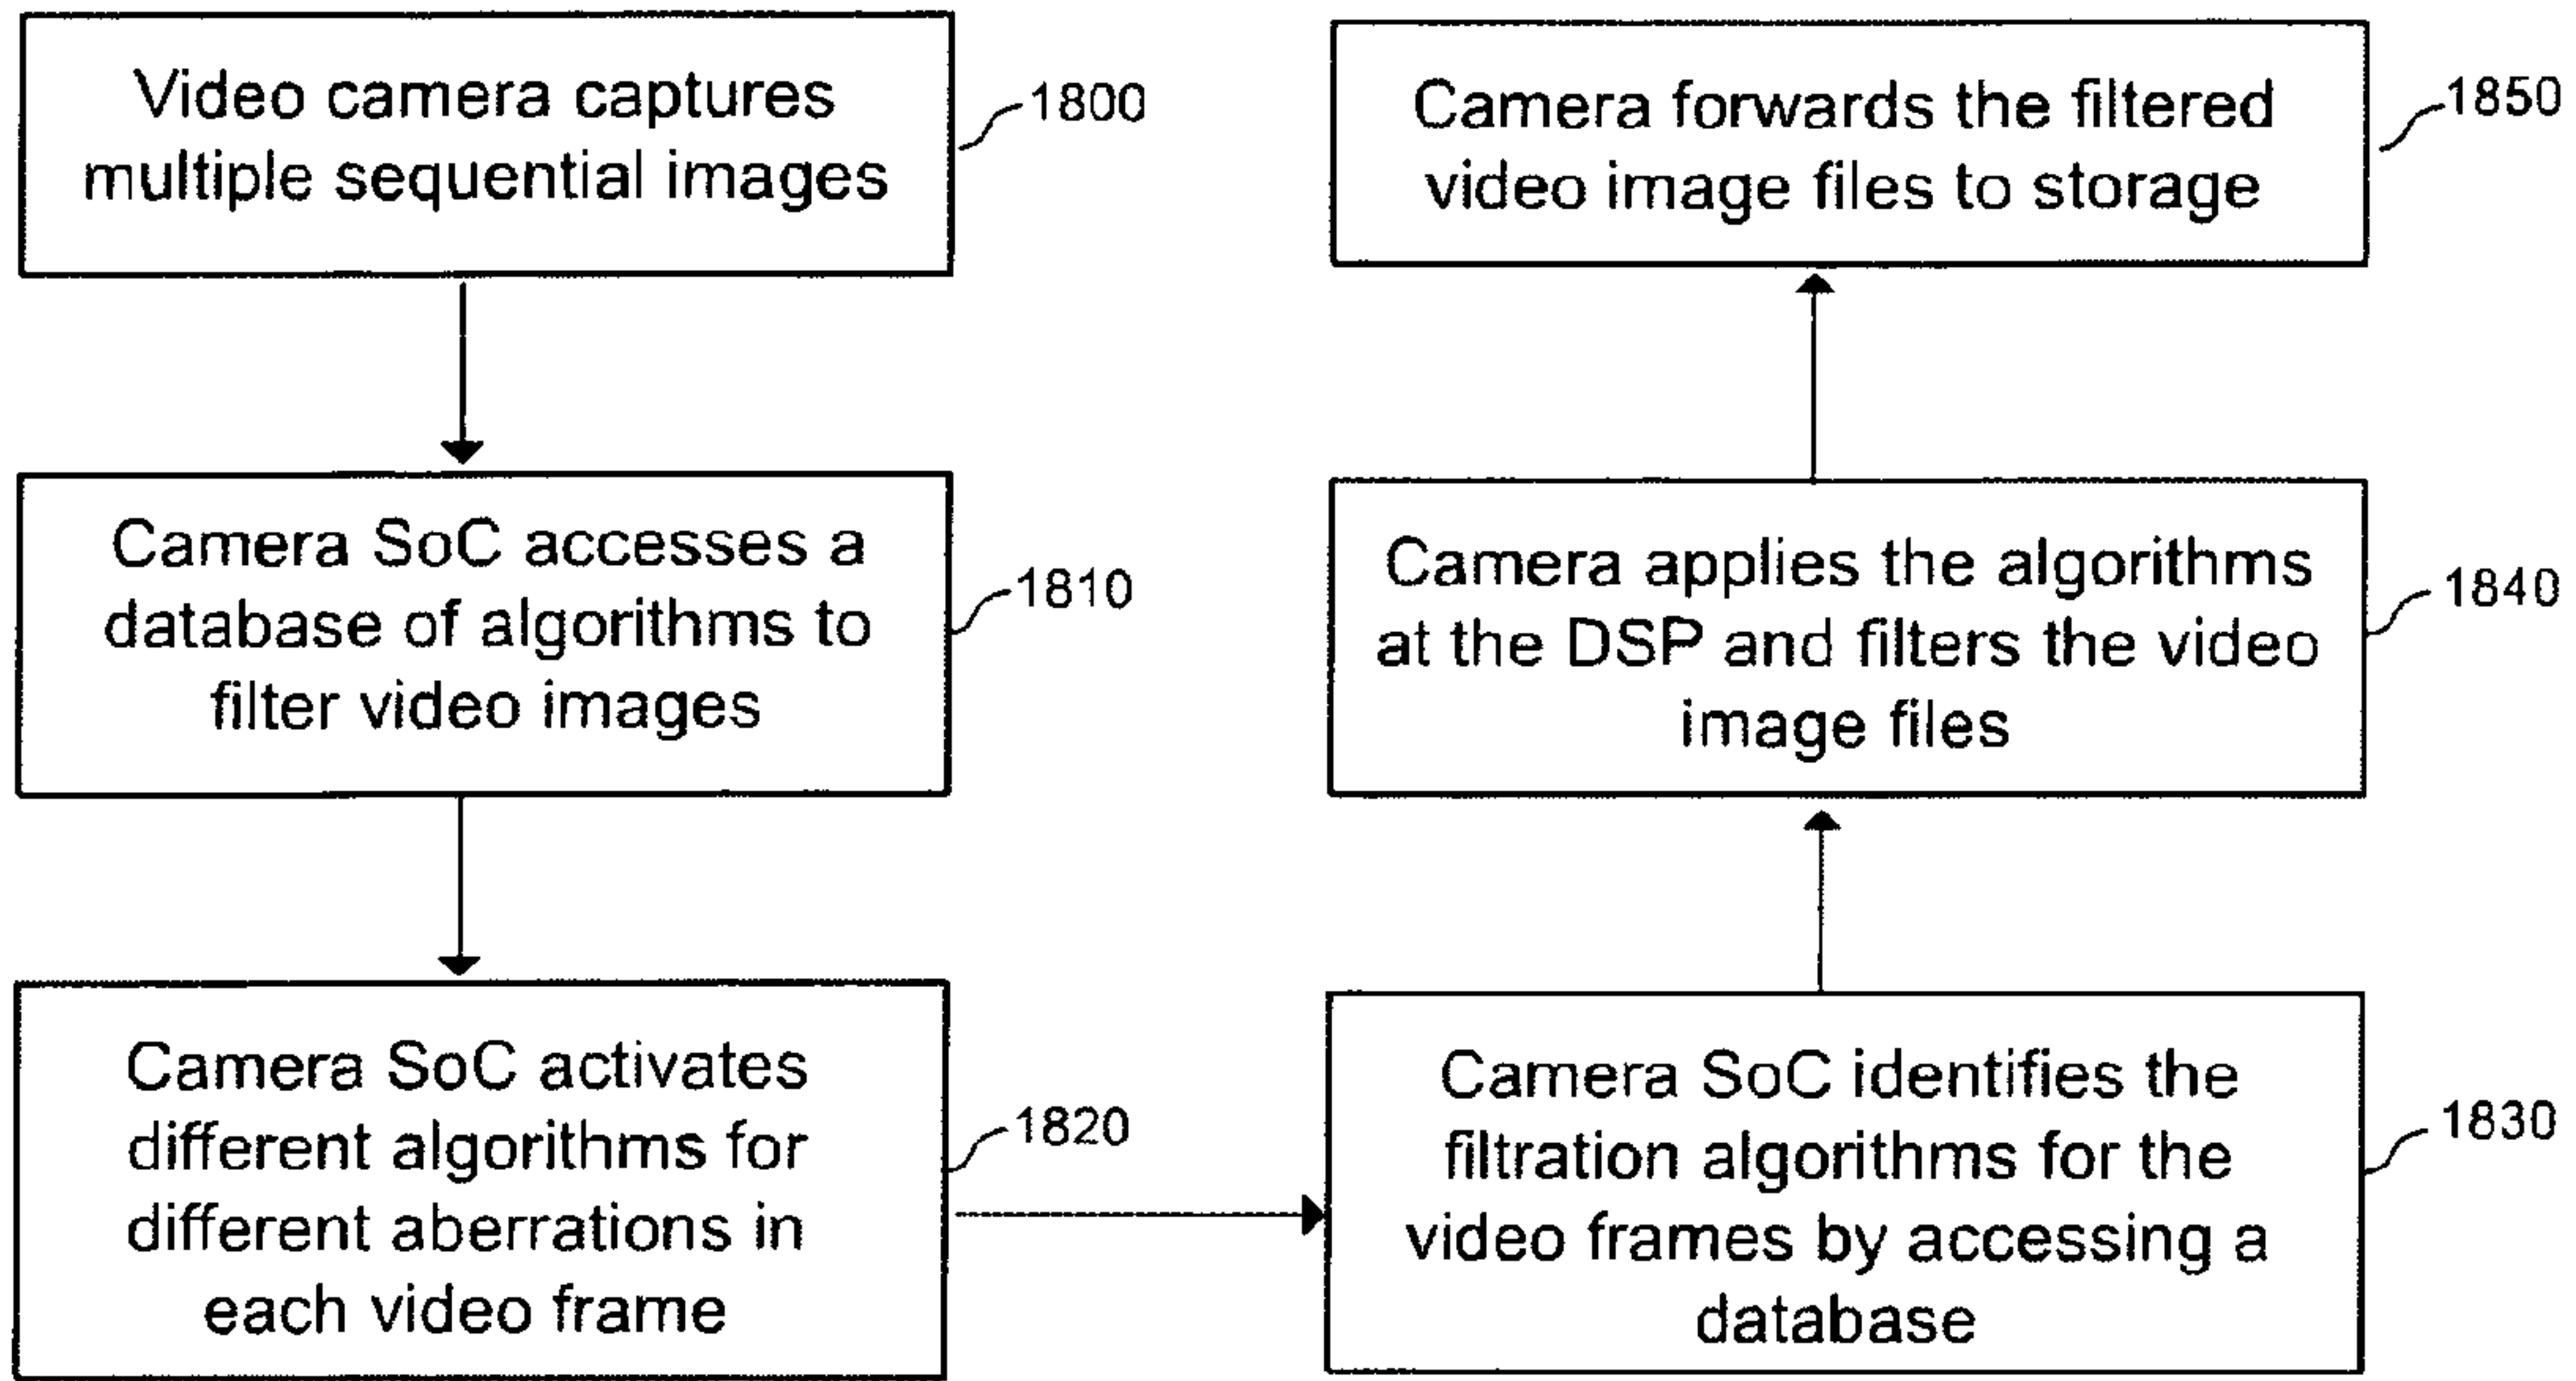 Video camera captures
multiple sequential images
1800
Camera SoC accesses a
database of algorithms to
filter video images
1810
Camera SoC activates
different algorithms for
different aberrations in
each video frame
1820
Camera SoC identifies the
filtration algorithms for the
video frames by accessing a
database
1830
Camera applies the algorithms
at the DSP and filters the video
image files
1840
Camera forwards the filtered
video image files to storage
1850